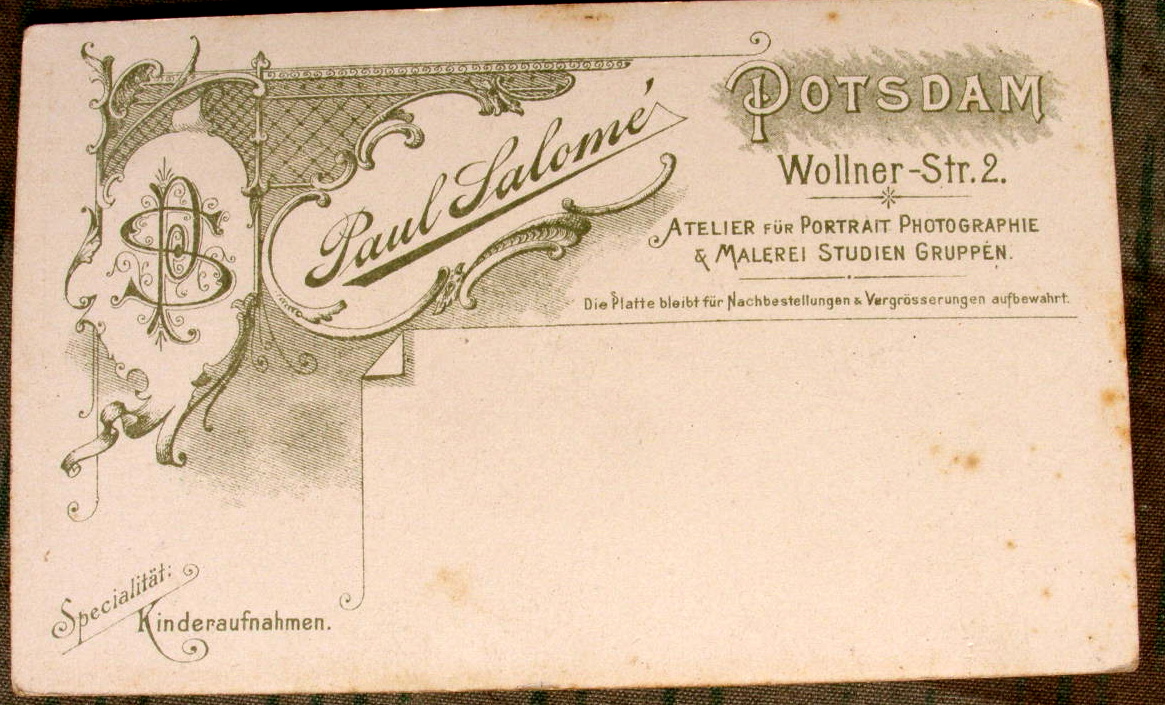 PS
Paul Salomé
POTSDAM
Wollner-Str. 2.
ATELIER FÜR PORTRAIT PHOTOGRAPHIE
& MALEREI STUDIEN GRUPPEN.
Die Platte bleibt für Nachbestellungen & Vergrösserungen aufbewahrt.
Specialität:
Kinderaufnahmen.